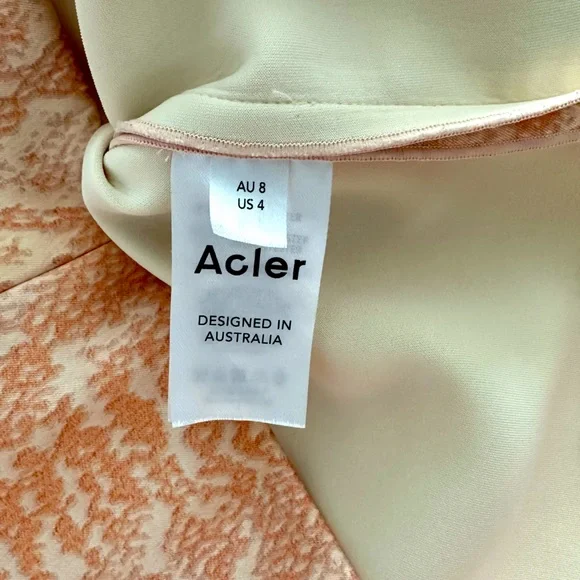 AU 8
US 4
Acler
DESIGNED IN
AUSTRALIA